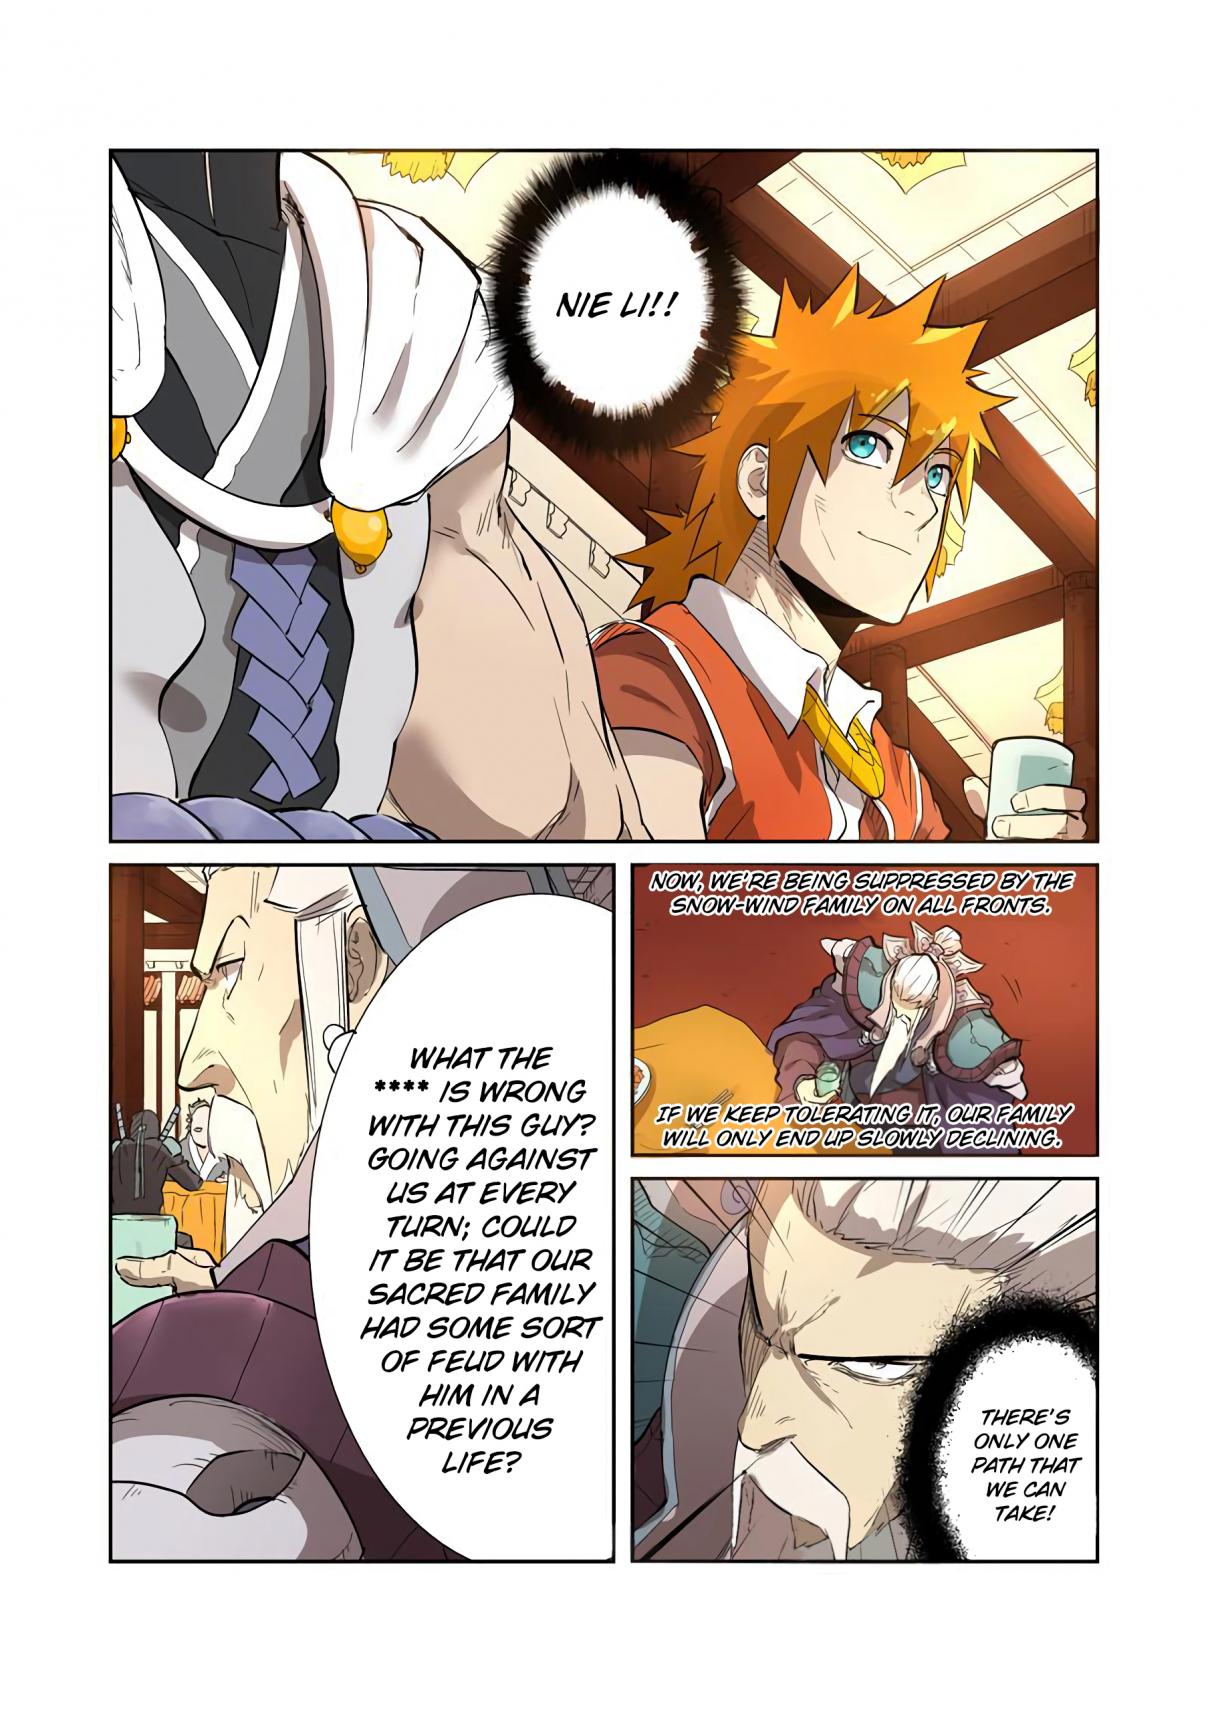 NIE LI!!
WHAT THE
**** IS WRONG
WITH THIS GUY?
GOING AGAINST
US AT EVERY
TURN; COULD
IT BE THAT OUR
SACRED FAMILY
HAD SOME SORT
OF FEUD WITH
HIM IN A
PREVIOUS
LIFE?
NOW, WE'RE BEING SUPPRESSED BY THE
SNOW-WIND FAMILY ON ALL FRONTS.
IF WE KEEP TOLERATING IT, OUR FAMILY
WILL ONLY END UP SLOWLY DECLINING.
THERE'S
ONLY ONE
PATH THAT
WE CAN
TAKE!